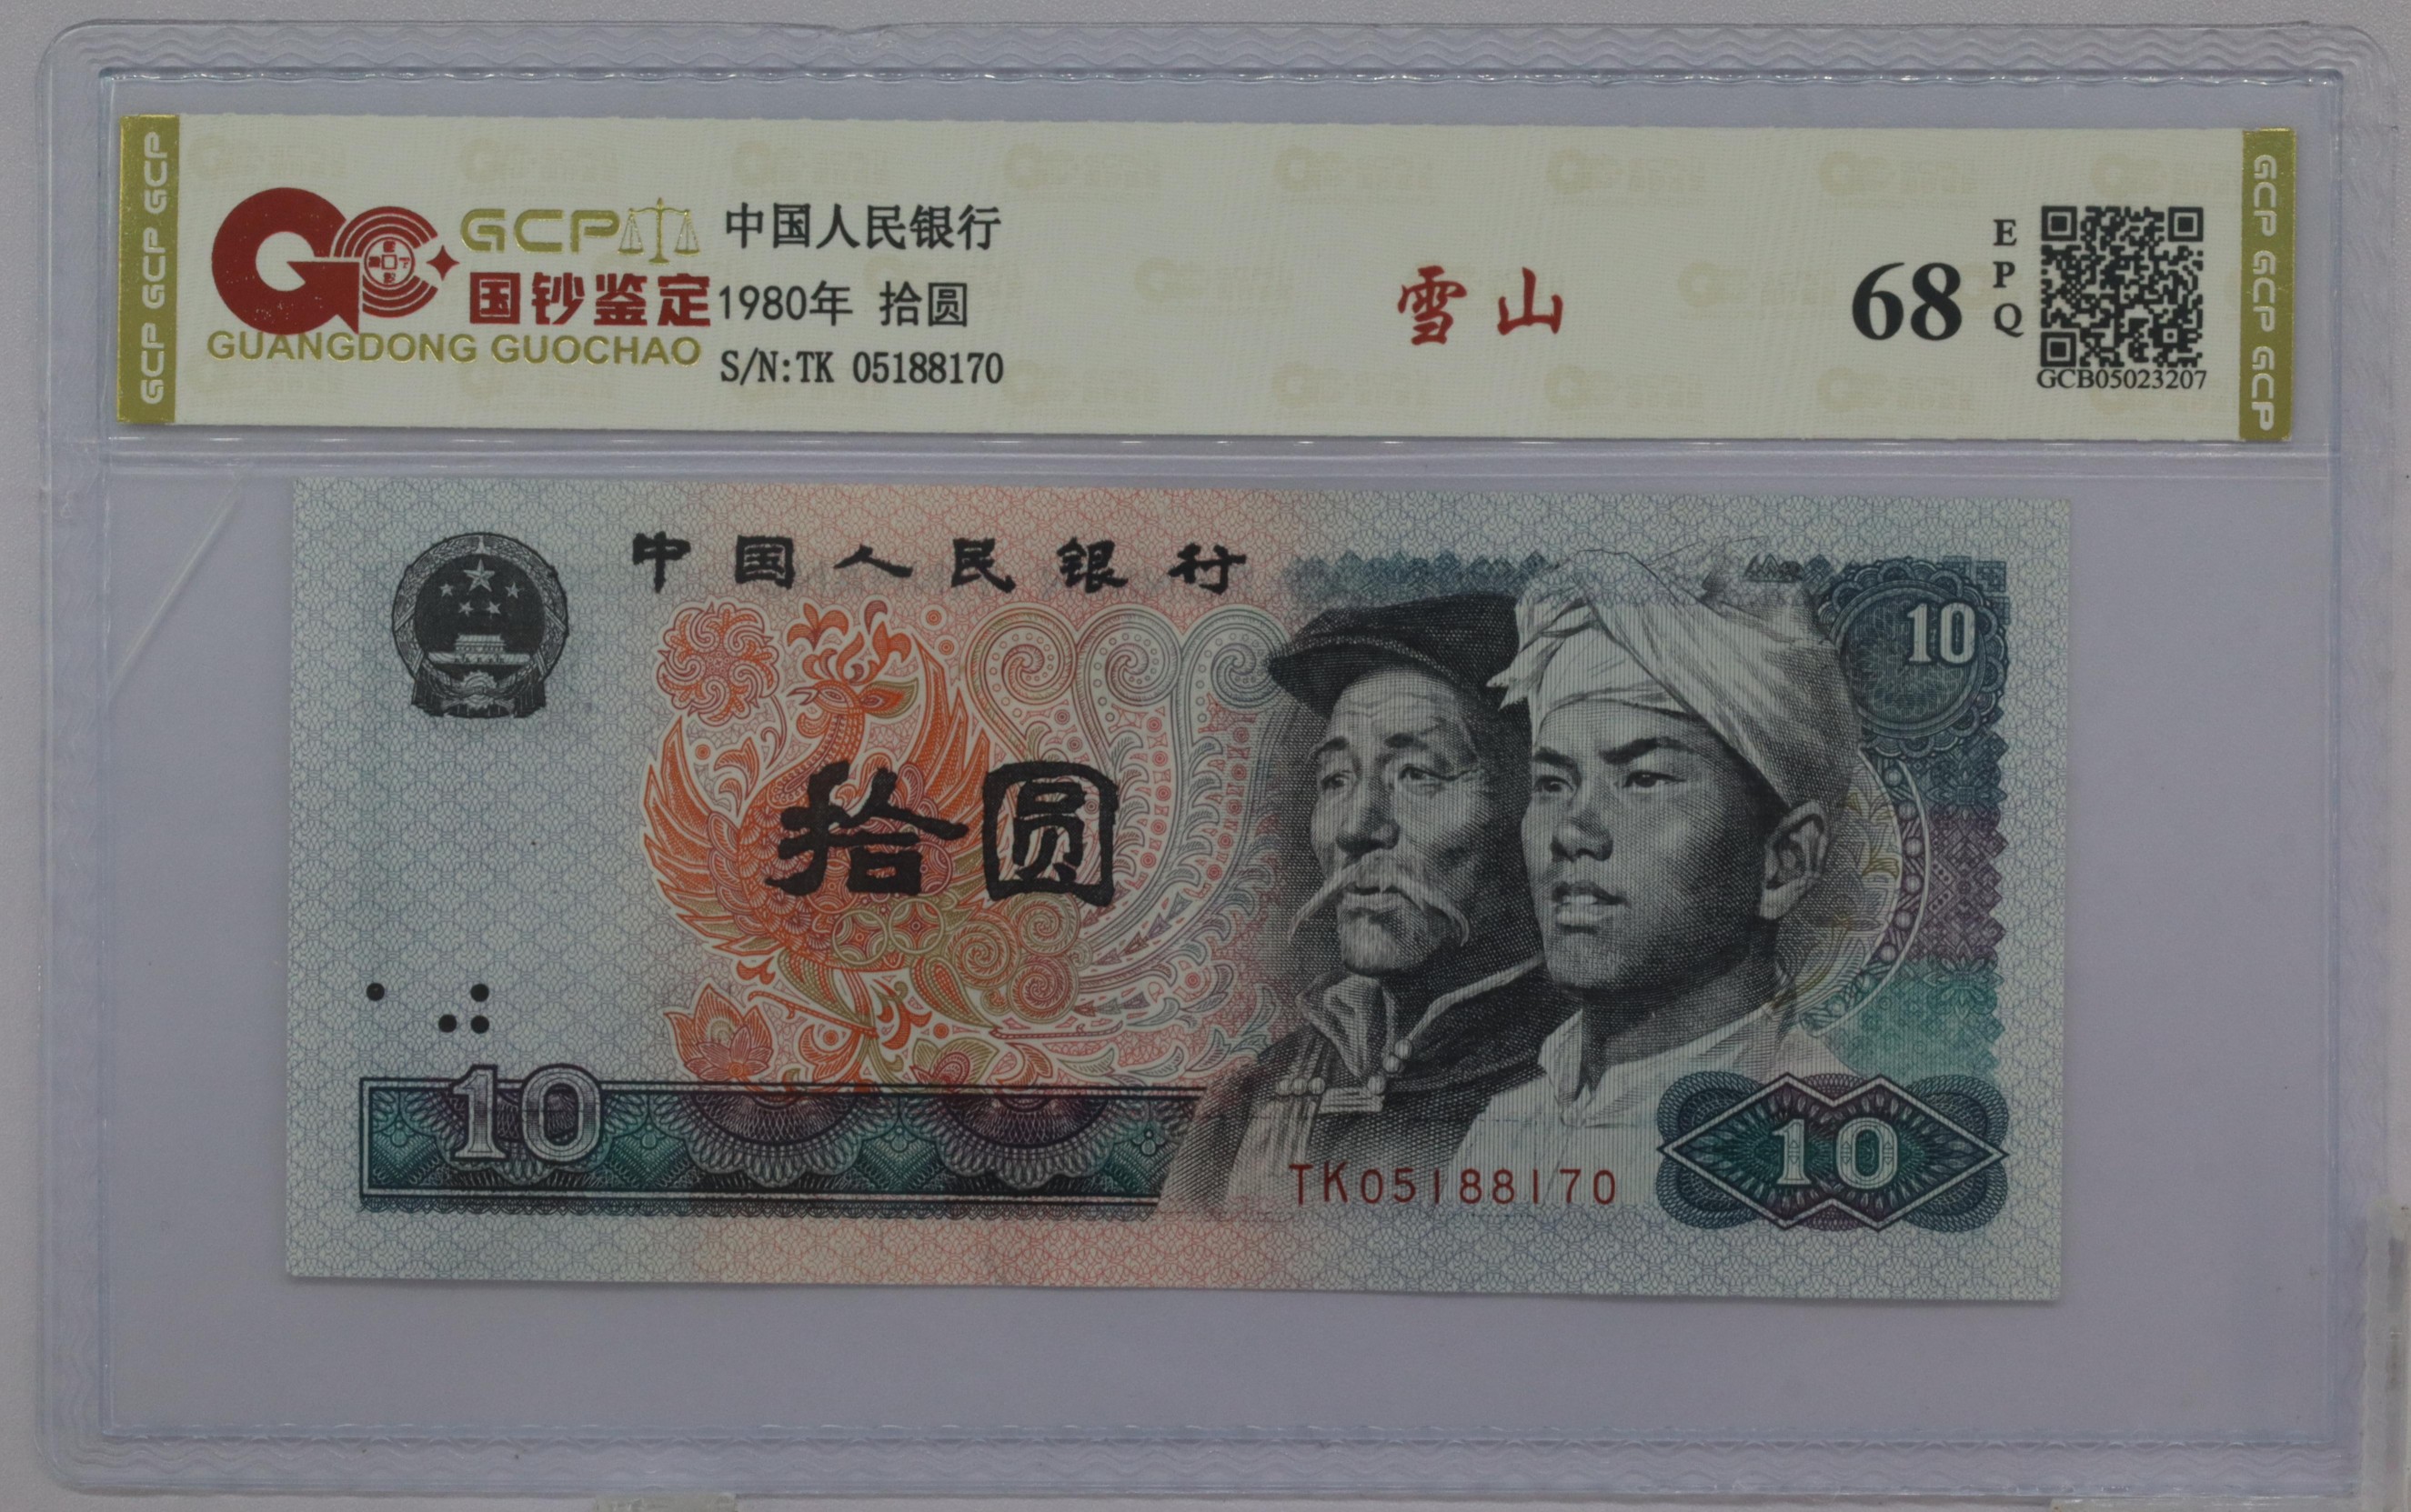 GCP GCP GCP
GCP
国钞鉴定
GUANGDONG GUOCHAO
中国人民银行
1980年 拾圆
S/N:TK 05188170
雪山
68
EPQ
GCB05023207
GCP GCP GCP
中国人民银行
10
拾圆
10
TK05188170
10